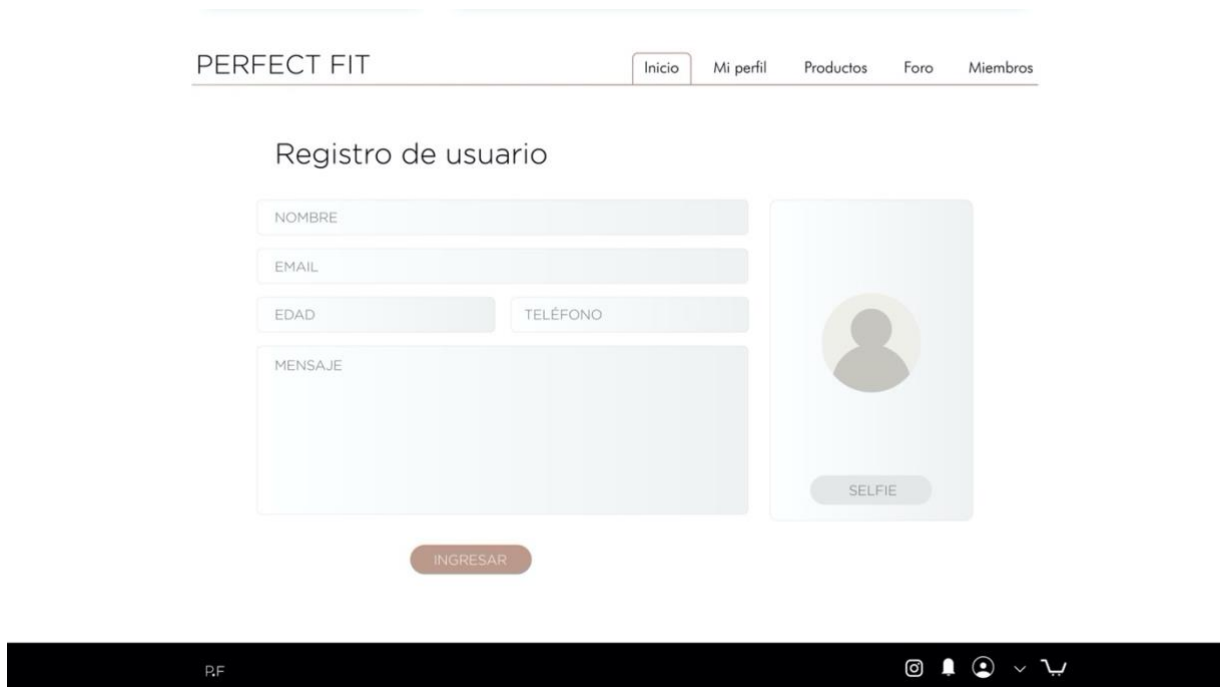 PERFECT FIT
Inicio Mi perfil Productos Foro Miembros
Registro de usuario
NOMBRE
EMAIL
EDAD TELÉFONO
MENSAJE
SELFIE
INGRESAR
P.F